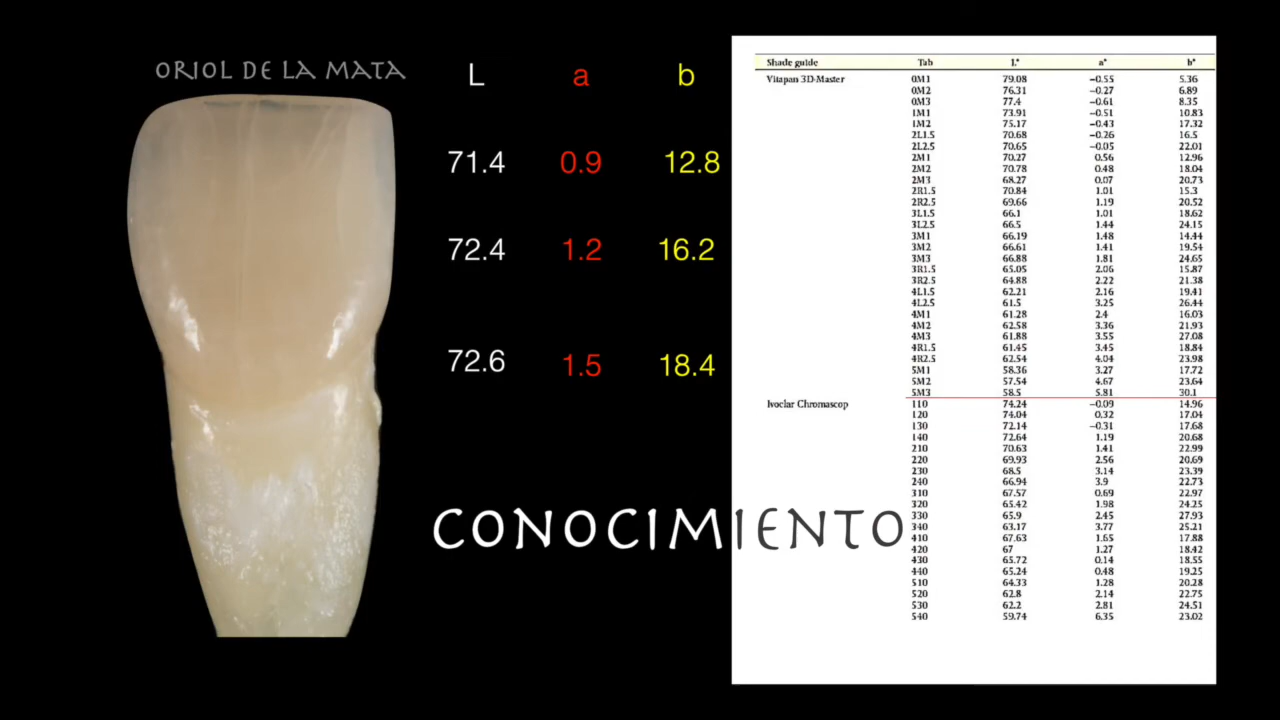 ORIOL DE LA MATA
L a b
71.4 0.9 12.8
72.4 1.2 16.2
72.6 1.5 18.4
CONOCIMIENTO
Shade guide Tab L* a* b*
Vitapan 3D-Master 0M1 79.08 −0.55 5.36
0M2 76.31 −0.27 6.89
0M3 77.4 −0.61 8.35
1M1 73.91 −0.51 10.83
1M2 75.17 −0.43 17.32
2L1.5 70.68 −0.26 16.5
2L2.5 70.65 −0.05 22.01
2M1 70.27 0.56 12.96
2M2 70.78 0.48 18.04
2M3 68.27 0.07 20.73
2R1.5 70.84 1.01 15.3
2R2.5 69.66 1.19 20.52
3L1.5 66.1 1.01 18.62
3L2.5 66.5 1.44 24.15
3M1 66.19 1.48 14.44
3M2 66.61 1.41 19.54
3M3 66.88 1.81 24.65
3R1.5 65.05 2.06 15.87
3R2.5 64.88 2.22 21.38
4L1.5 62.21 2.16 19.41
4L2.5 61.5 3.25 26.44
4M1 61.28 2.4 16.03
4M2 62.58 3.36 21.93
4M3 61.88 3.55 27.08
4R1.5 61.45 3.45 18.84
4R2.5 62.54 4.04 23.98
5M1 58.36 3.27 17.72
5M2 57.54 4.67 23.64
5M3 58.5 5.81 30.1
Ivoclar Chromascop 110 74.24 −0.09 14.96
120 74.04 0.32 17.04
130 72.14 −0.31 17.68
140 72.64 1.19 20.68
210 70.63 1.41 22.99
220 69.93 2.56 20.69
230 68.5 3.14 23.39
240 66.94 3.9 22.73
310 67.57 0.69 22.97
320 65.42 1.98 24.25
330 65.9 2.45 27.93
340 63.17 3.77 25.21
410 67.63 1.65 17.88
420 67 1.27 18.42
430 65.72 0.14 18.55
440 65.24 0.48 19.25
510 64.33 1.28 20.28
520 62.8 2.14 22.75
530 62.2 2.81 24.51
540 59.74 6.35 23.02